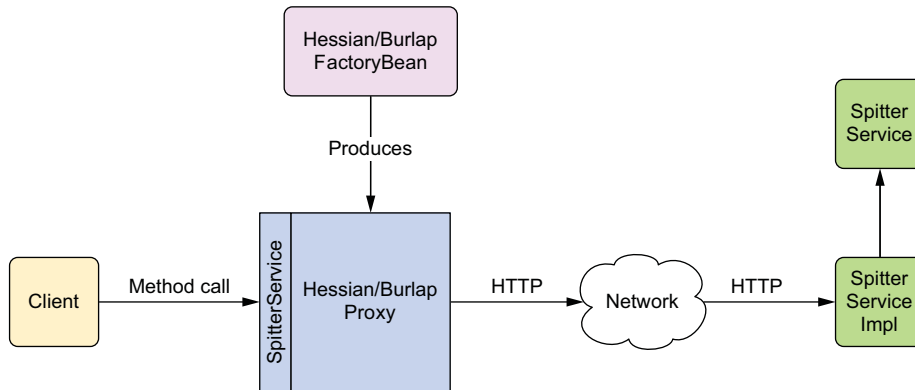 Hessian/Burlap
FactoryBean
Produces
Spitter
Service
Client
Method call
SpitterService
Hessian/Burlap
Proxy
HTTP
Network
HTTP
Spitter
Service
Impl